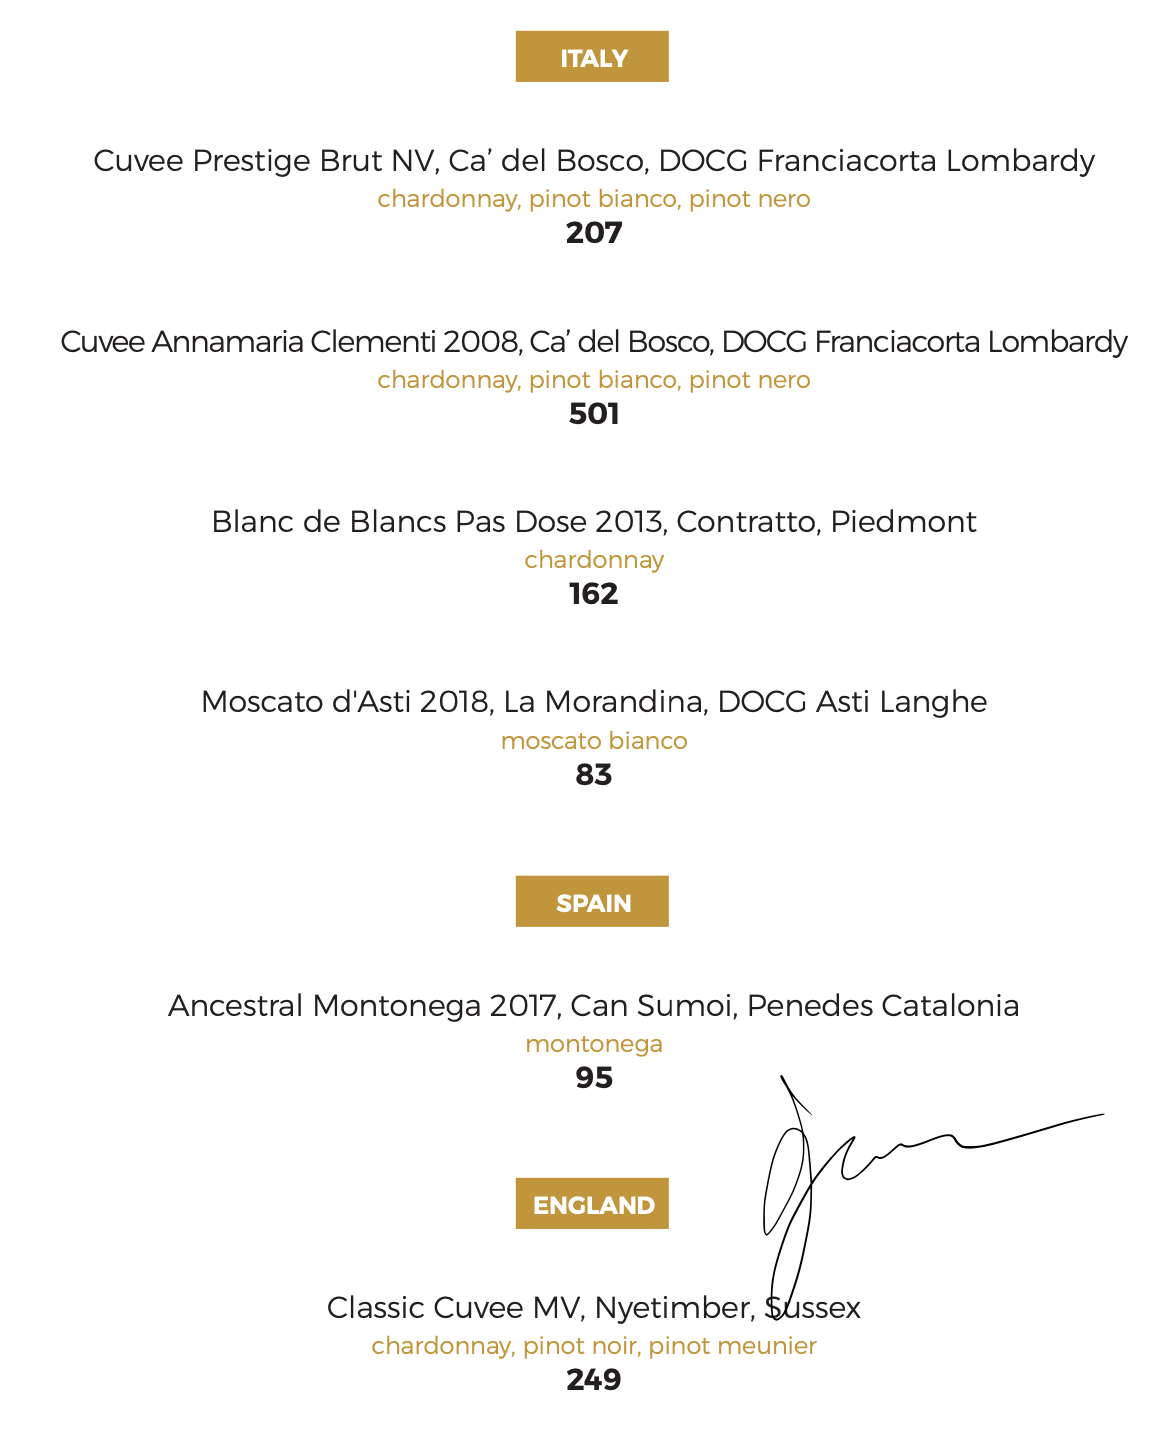 ITALY
Cuvee Prestige Brut NV, Ca’ del Bosco, DOCG Franciacorta Lombardy
chardonnay, pinot bianco, pinot nero
207
Cuvee Annamaria Clementi 2008, Ca’ del Bosco, DOCG Franciacorta Lombardy
chardonnay, pinot bianco, pinot nero
501
Blanc de Blancs Pas Dose 2013, Contratto, Piedmont
chardonnay
162
Moscato d'Asti 2018, La Morandina, DOCG Asti Langhe
moscato bianco
83
SPAIN
Ancestral Montonega 2017, Can Sumoi, Penedes Catalonia
montonega
95
ENGLAND
Classic Cuvee MV, Nyetimber, Sussex
chardonnay, pinot noir, pinot meunier
249